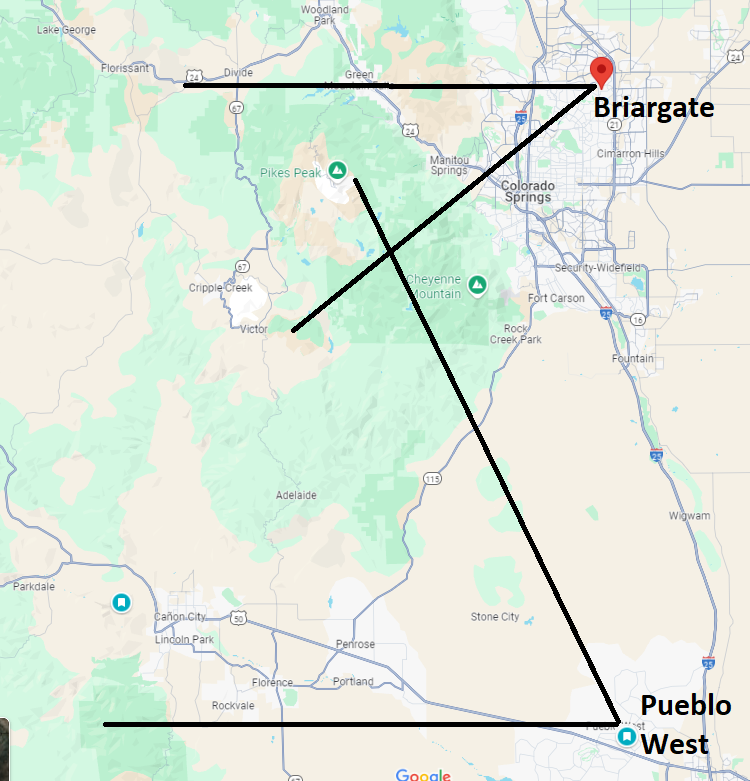 Woodland
Park
Lake George
Florissant
24
Divide
Green
Mountain Falls
24
67
25
Briargate
21
24
Cimarron Hills
Manitou
Springs
Pikes Peak
Colorado
Springs
67
Cripple Creek
Cheyenne
Mountain
Security-Widefield
Fort Carson
25
16
Victor
Rock
Creek Park
Fountain
115
25
Adelaide
Wigwam
Parkdale
Cañon City
50
Stone City
Lincoln Park
Penrose
25
Florence
Portland
Rockvale
Pueblo
West
Pueblo West
Google
67